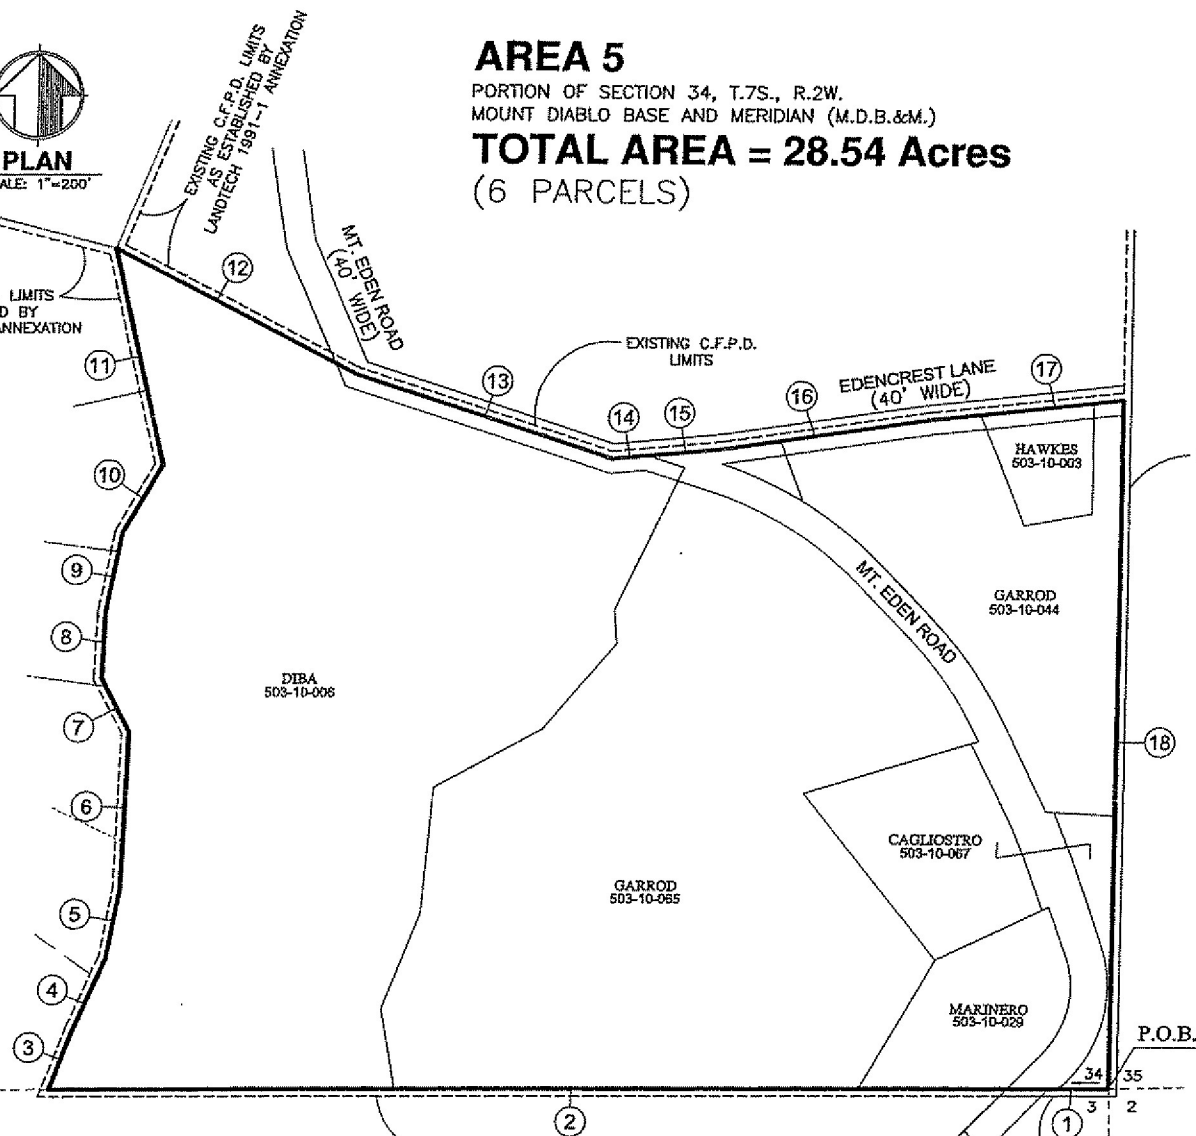 AREA 5
PORTION OF SECTION 34, T.7S., R.2W.
MOUNT DIABLO BASE AND MERIDIAN (M.D.B.&M.)
TOTAL AREA = 28.54 Acres
(6 PARCELS)
PLAN
ALE: 1"=200'
EXISTING C.F.P.D. LIMITS
AS ESTABLISHED BY
LANDTECH 1991-1 ANNEXATION
LIMITS
D BY
ANNEXATION
12
MT. EDEN ROAD
(40' WIDE)
11
EXISTING C.F.P.D.
LIMITS
13
14
15
16
EDENCREST LANE
(40' WIDE)
17
HAWKES
503-10-003
10
9
8
MT. EDEN ROAD
GARROD
503-10-044
DIBA
503-10-006
7
18
6
CAGLIOSTRO
503-10-067
GARROD
503-10-065
5
4
MARINERO
503-10-029
3
P.O.B.
34
35
3
2
2
1